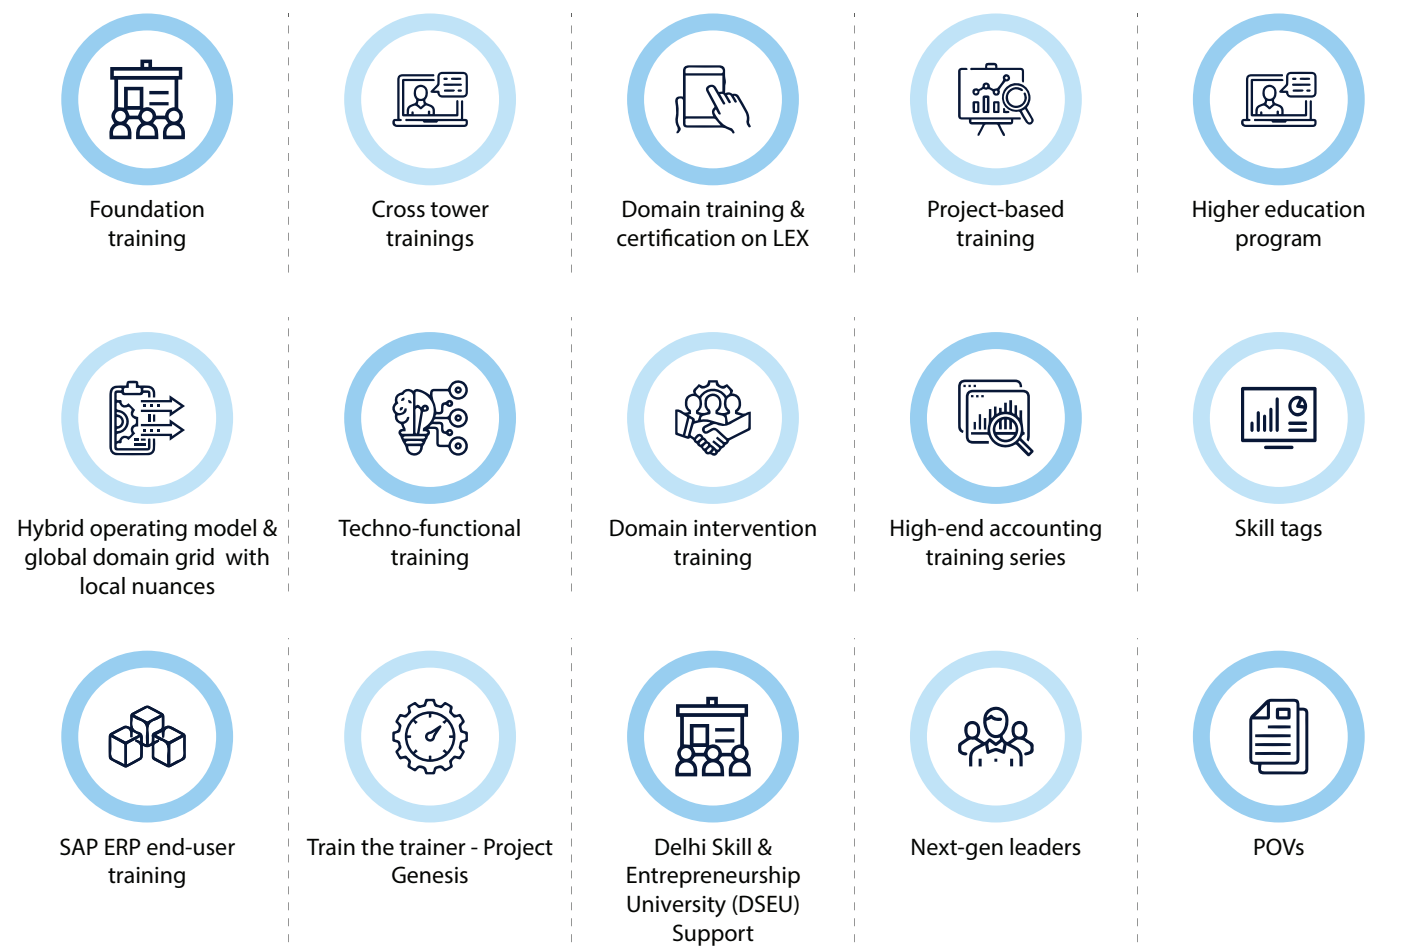 Foundation
training
Cross tower
trainings
Domain training &
certification on LEX
Project-based
training
Higher education
program
Hybrid operating model &
global domain grid  with
local nuances
Techno-functional
training
Domain intervention
training
High-end accounting
training series
Skill tags
SAP ERP end-user
training
Train the trainer - Project
Genesis
Delhi Skill &
Entrepreneurship
University (DSEU)
Support
Next-gen leaders
POVs